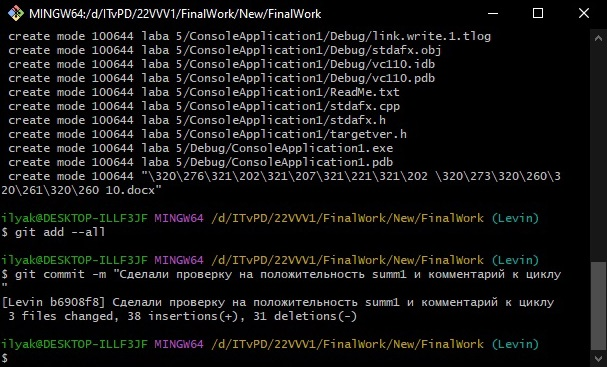 MINGW64:/d/ITvPD/22VVV1/FinalWork/New/FinalWork
create mode 100644 laba 5/ConsoleApplication1/Debug/link.write.1.tlog
create mode 100644 laba 5/ConsoleApplication1/Debug/stdafx.obj
create mode 100644 laba 5/ConsoleApplication1/Debug/vc110.idb
create mode 100644 laba 5/ConsoleApplication1/Debug/vc110.pdb
create mode 100644 laba 5/ConsoleApplication1/ReadMe.txt
create mode 100644 laba 5/ConsoleApplication1/stdafx.cpp
create mode 100644 laba 5/ConsoleApplication1/stdafx.h
create mode 100644 laba 5/ConsoleApplication1/targetver.h
create mode 100644 laba 5/Debug/ConsoleApplication1.exe
create mode 100644 laba 5/Debug/ConsoleApplication1.pdb
create mode 100644 "\320\276\321\202\321\207\321\221\321\202 \320\273\320\260\3
20\261\320\260 10.docx"
ilyak@DESKTOP-ILLF3JF MINGW64 /d/ITvPD/22VVV1/FinalWork/New/FinalWork (Levin)
$ git add --all
ilyak@DESKTOP-ILLF3JF MINGW64 /d/ITvPD/22VVV1/FinalWork/New/FinalWork (Levin)
$ git commit -m "Сделали проверку на положительность summ1 и комментарий к циклу
"
[Levin b6908f8] Сделали проверку на положительность summ1 и комментарий к циклу
3 files changed, 38 insertions(+), 31 deletions(-)
ilyak@DESKTOP-ILLF3JF MINGW64 /d/ITvPD/22VVV1/FinalWork/New/FinalWork (Levin)
$